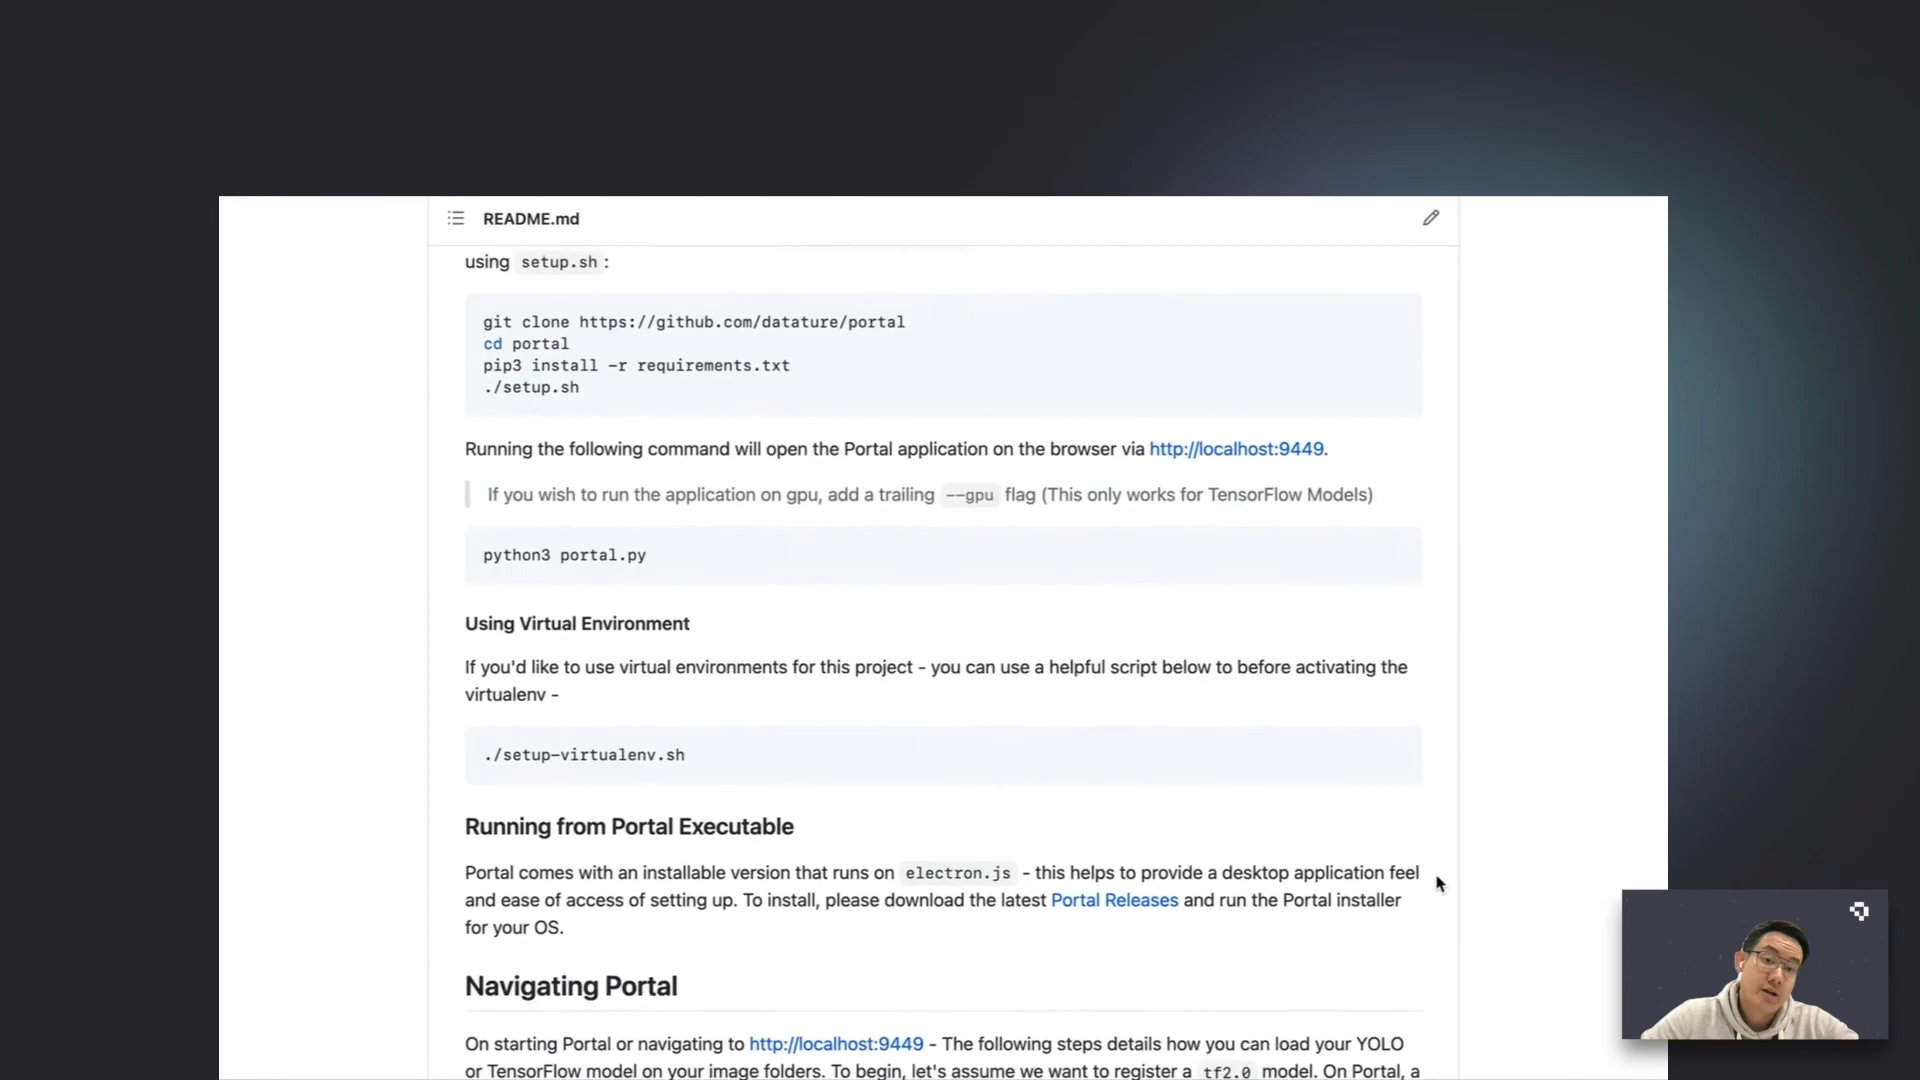 README.md
using setup.sh :
git clone https://github.com/datature/portal
cd portal
pip3 install -r requirements.txt
./setup.sh
Running the following command will open the Portal application on the browser via http://localhost:9449.
If you wish to run the application on gpu, add a trailing --gpu flag (This only works for TensorFlow Models)
python3 portal.py
Using Virtual Environment
If you'd like to use virtual environments for this project - you can use a helpful script below to before activating the
virtualenv -
./setup-virtualenv.sh
Running from Portal Executable
Portal comes with an installable version that runs on electron.js - this helps to provide a desktop application feel
and ease of access of setting up. To install, please download the latest Portal Releases and run the Portal installer
for your OS.
Navigating Portal
On starting Portal or navigating to http://localhost:9449 - The following steps details how you can load your YOLO
or TensorFlow model on your image folders. To begin, let's assume we want to register a tf2.0 model. On Portal, a